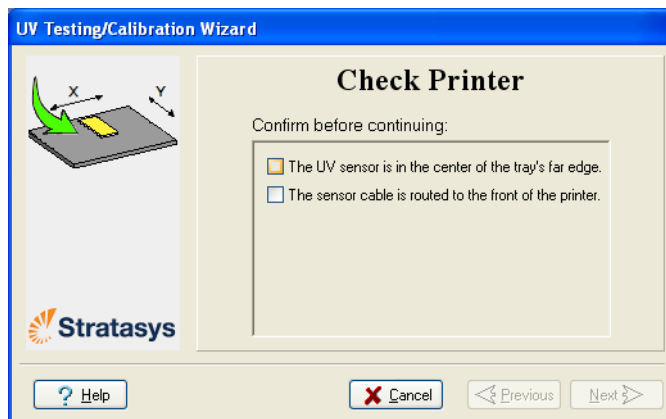 UV Testing/Calibration Wizard
X
Y
Check Printer
Confirm before continuing:
The UV sensor is in the center of the tray's far edge.
The sensor cable is routed to the front of the printer.
Stratasys
? Help
Cancel
Previous
Next